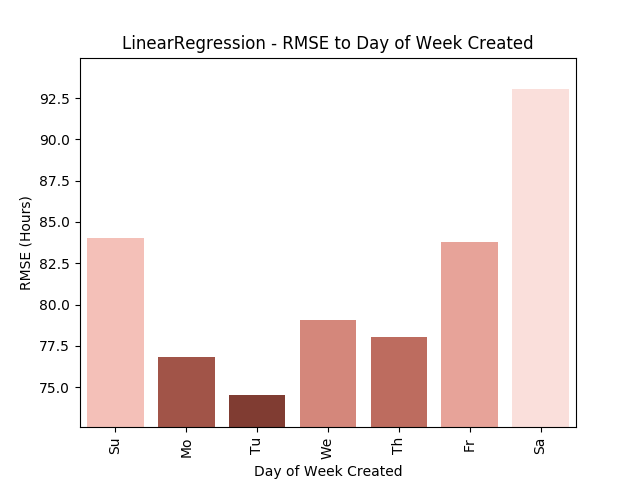 LinearRegression - RMSE to Day of Week Created
92.5
90.0
87.5
85.0
82.5
80.0
77.5
75.0
RMSE (Hours)
Su Mo Tu We Th Fr Sa
Day of Week Created